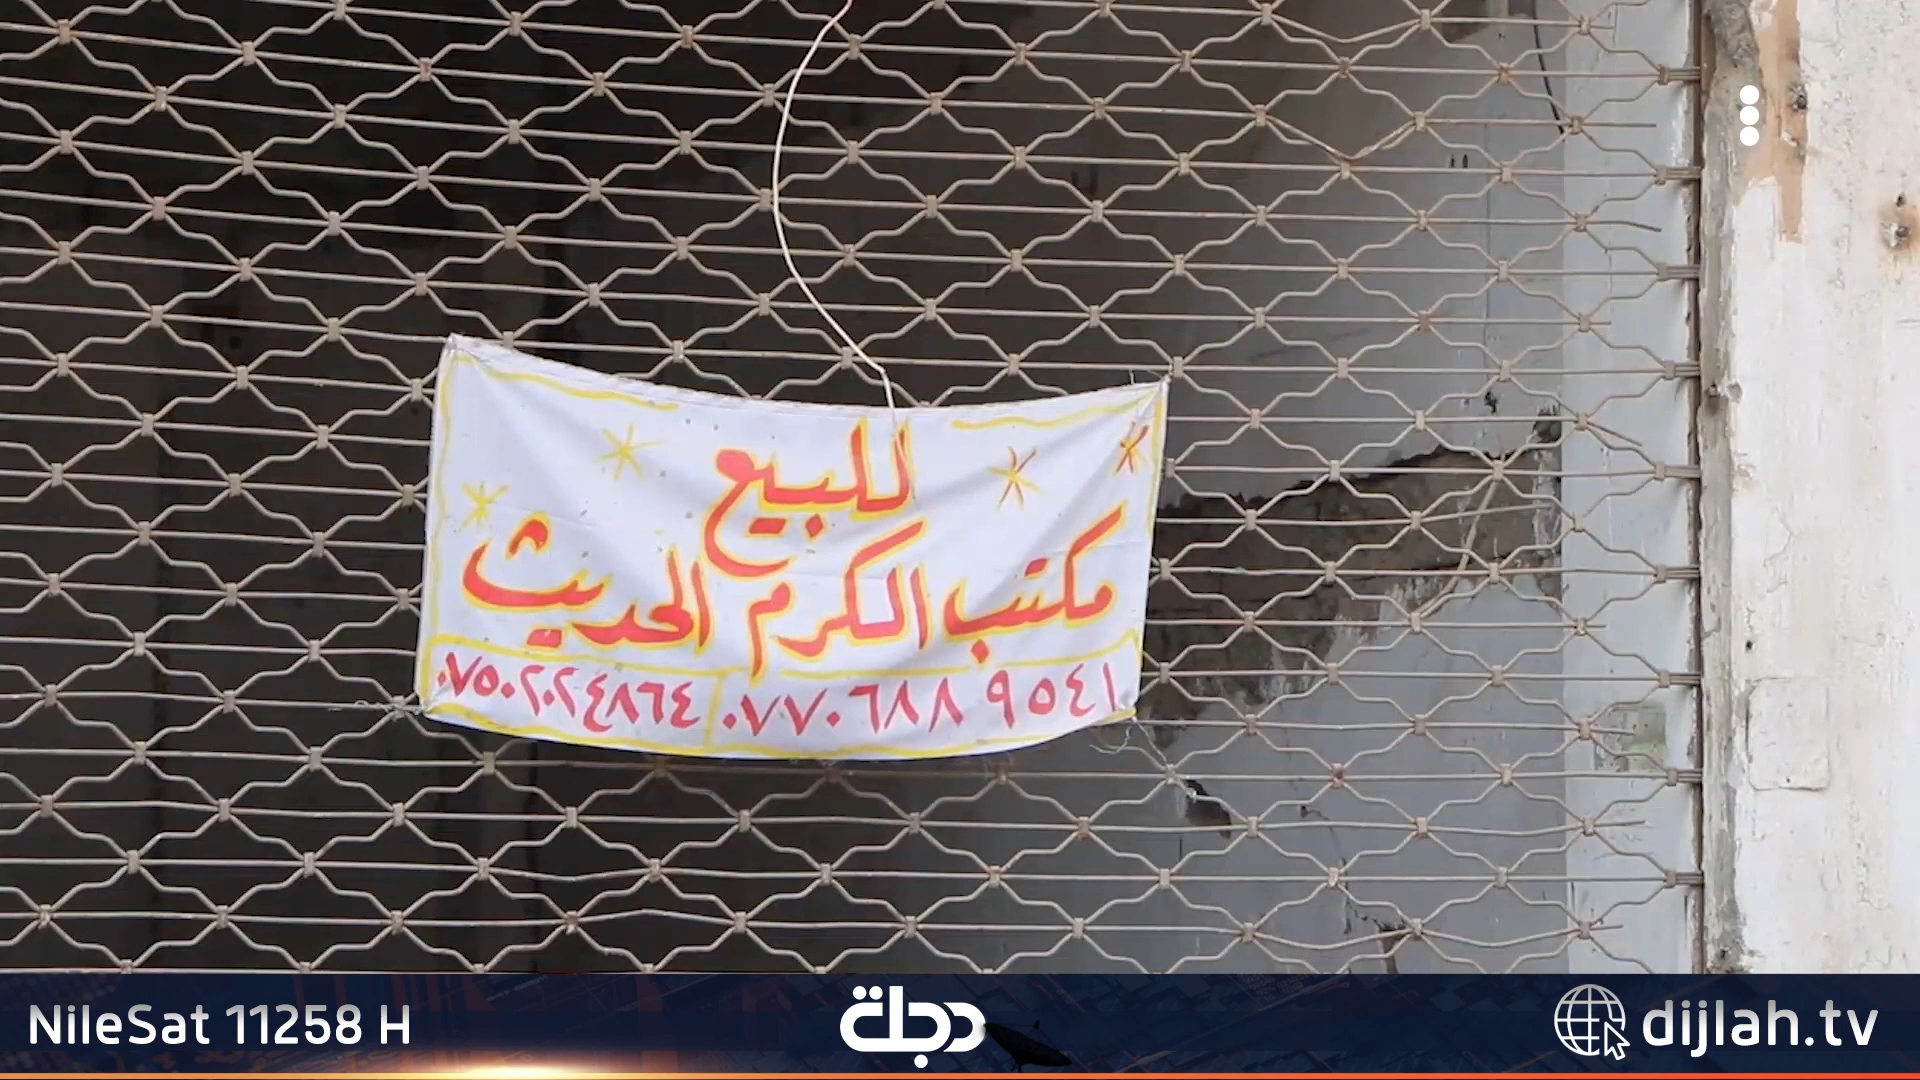 للبيع
مكتب الكرم الحديث
٠٧٥٠٢٠٢٤٨٦٤ ٠٧٧٠٦٨٨٩٥٤١
NileSat 11258 H
دجلة
dijlah.tv